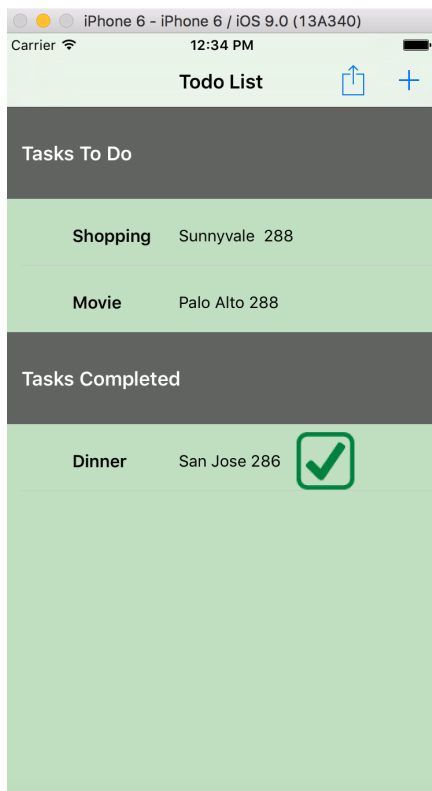 iPhone 6 - iPhone 6 / iOS 9.0 (13A340)
Carrier 12:34 PM
Todo List
Tasks To Do
Shopping Sunnyvale  288
Movie Palo Alto 288
Tasks Completed
Dinner San Jose 286